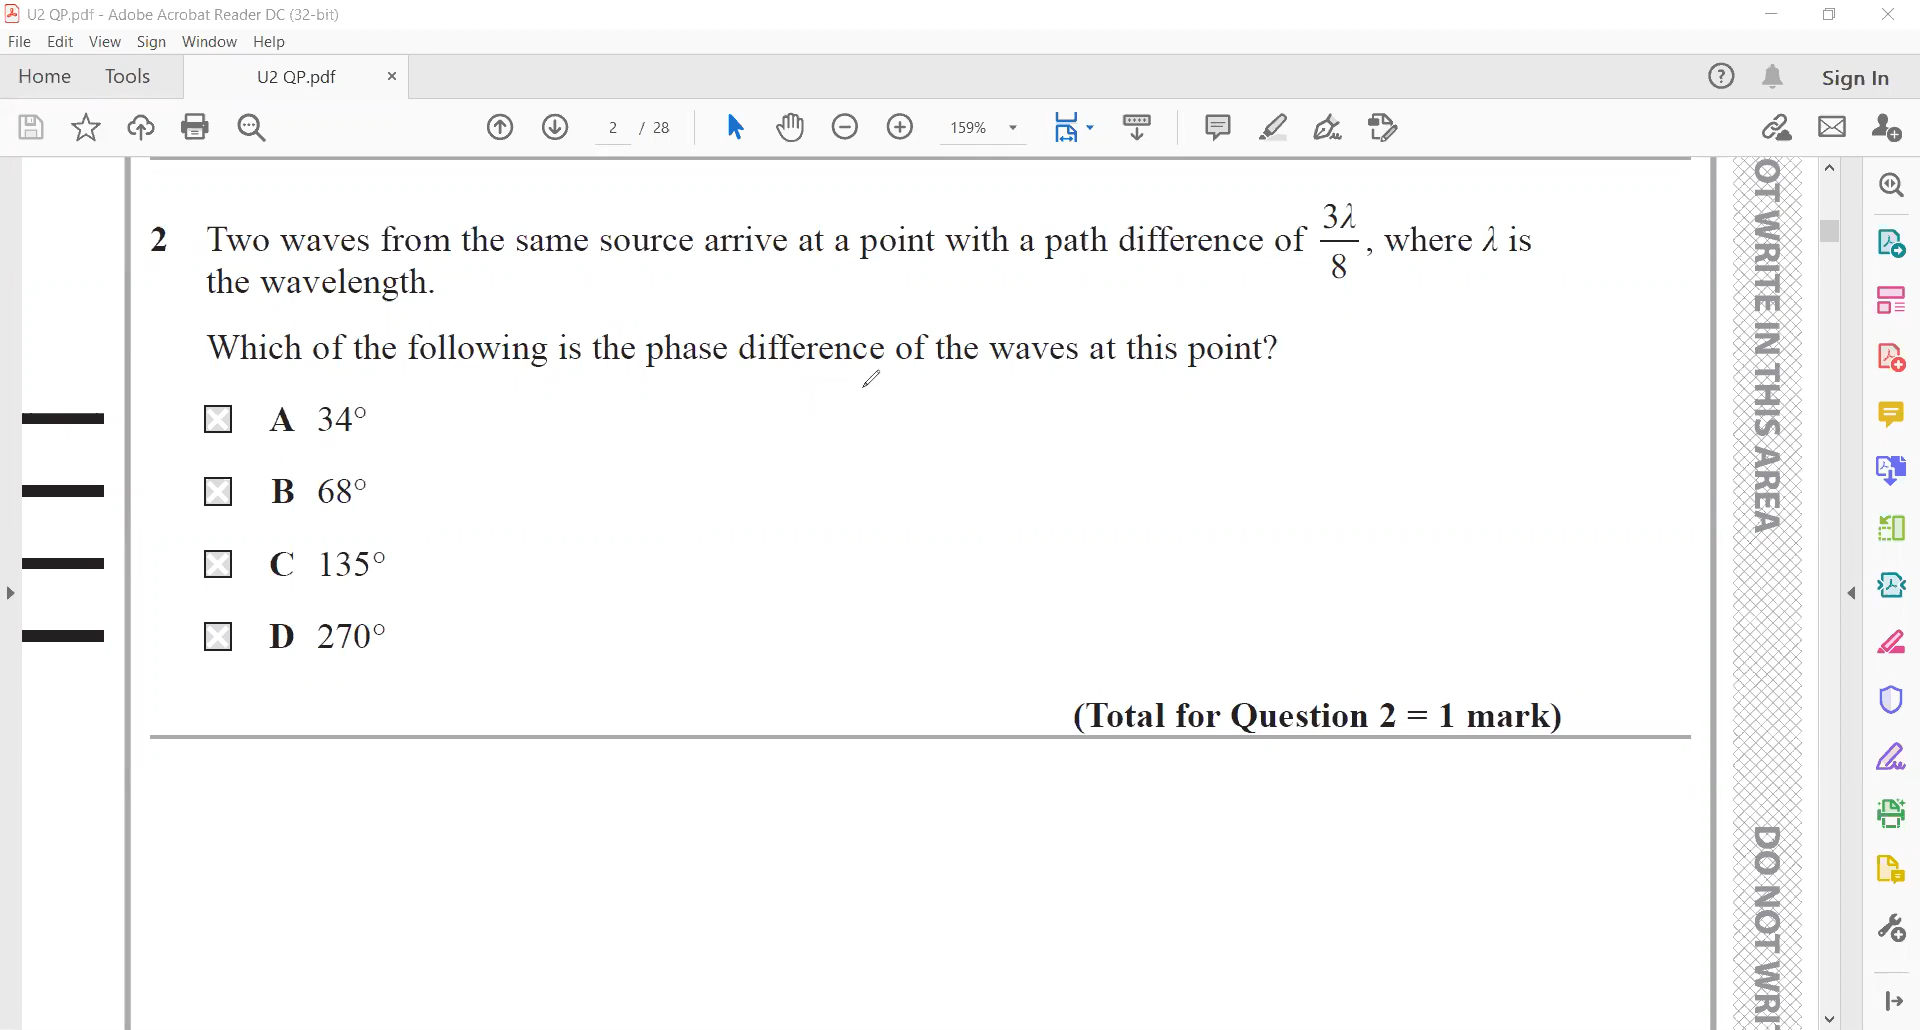 U2 QP.pdf - Adobe Acrobat Reader DC (32-bit)
File Edit View Sign Window Help
Home Tools U2 QP.pdf Sign In
2 / 28 159%
2 Two waves from the same source arrive at a point with a path difference of 3λ/8, where λ is
the wavelength.
Which of the following is the phase difference of the waves at this point?
A 34°
B 68°
C 135°
D 270°
(Total for Question 2 = 1 mark)
OT WRITE IN THIS AREA
DO NOT WRI